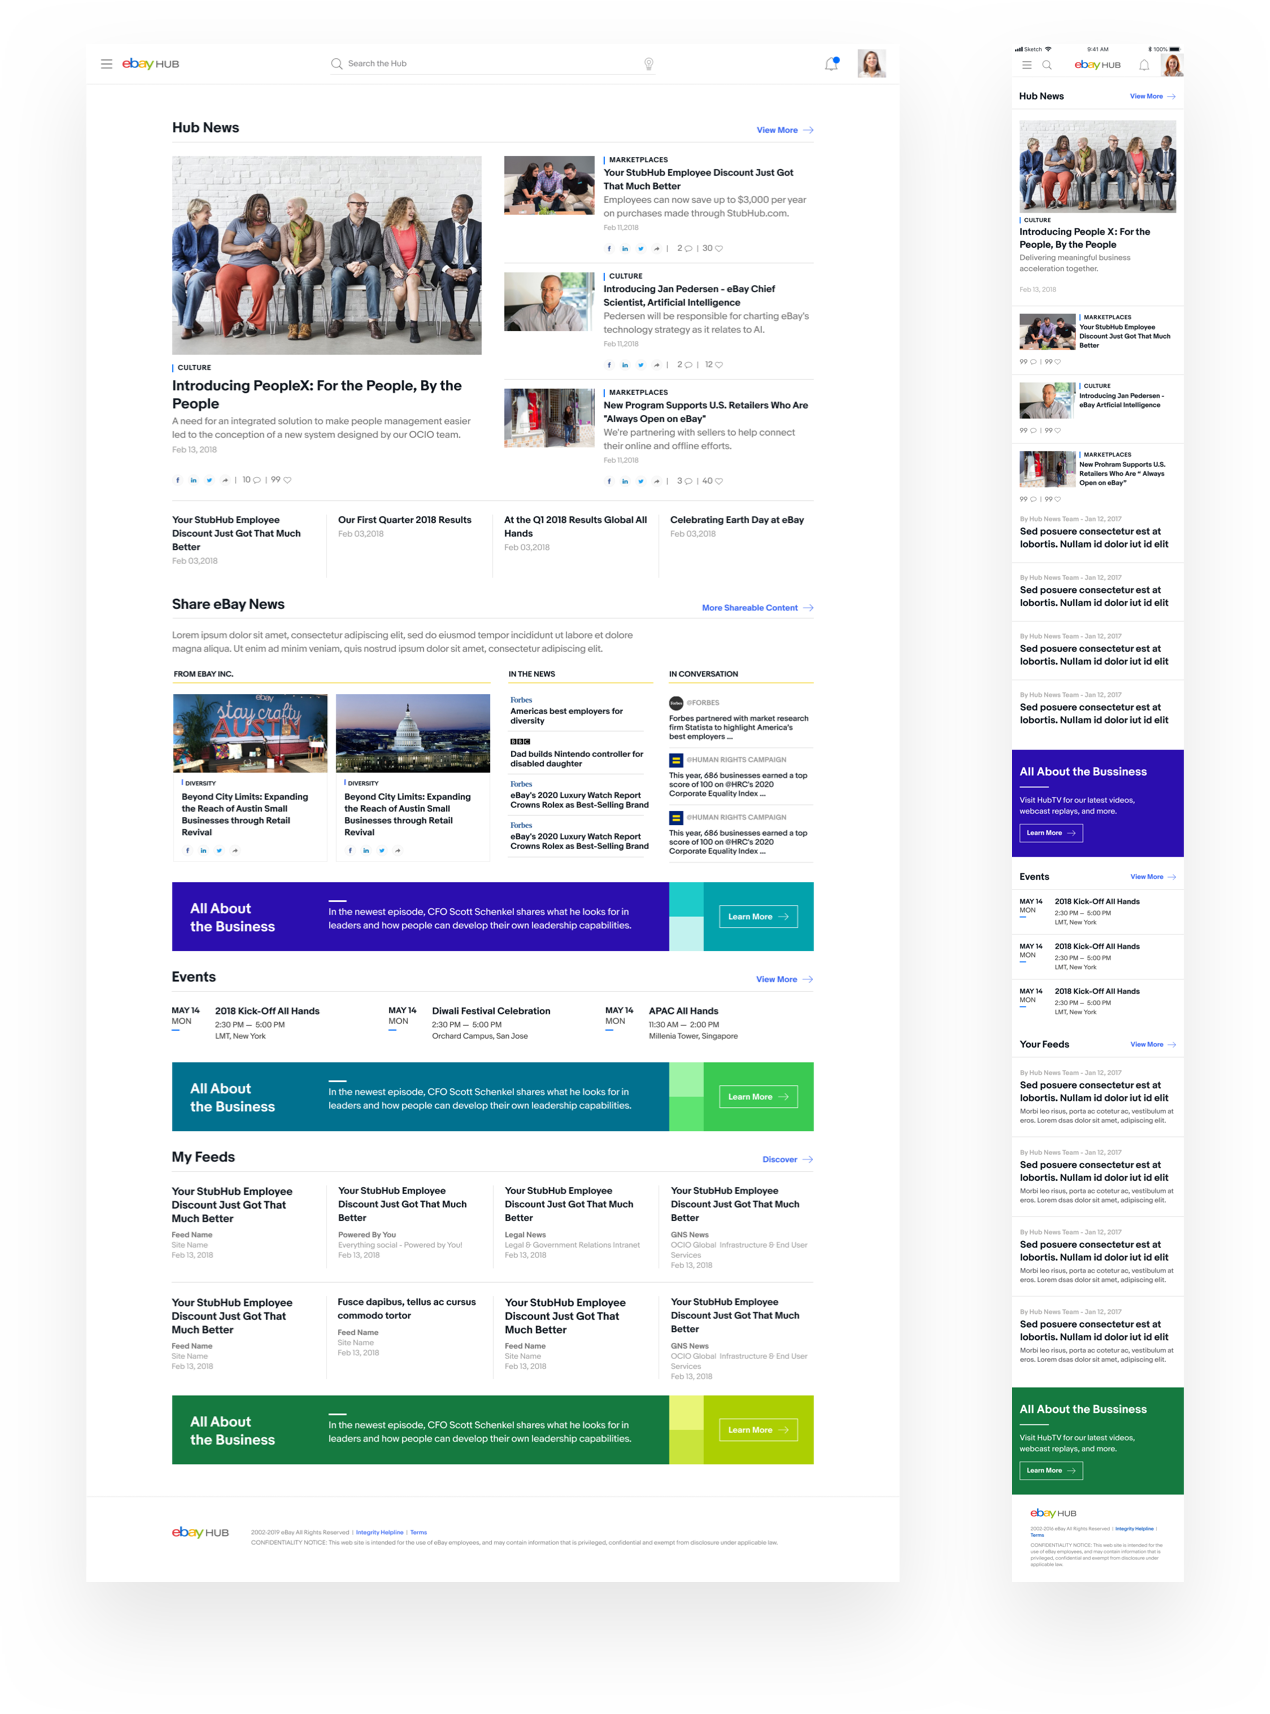 ebay HUB
Search the Hub
Hub News
View More
CULTURE
Introducing PeopleX: For the People, By the
People
A need for an integrated solution to make people management easier
led to the conception of a new system designed by our OCIO team.
Feb 13, 2018
f in | 10 | 99
MARKETPLACES
Your StubHub Employee Discount Just Got
That Much Better
Employees can now save up to $3,000 per year
on purchases made through StubHub.com.
Feb 11,2018
f in | 2 | 30
CULTURE
Introducing Jan Pedersen - eBay Chief
Scientist, Artificial Intelligence
Pedersen will be responsible for charting eBay's
technology strategy as it relates to AI.
Feb 11,2018
f in | 2 | 12
MARKETPLACES
New Program Supports U.S. Retailers Who Are
"Always Open on eBay"
We're partnering with sellers to help connect
their online and offline efforts.
Feb 11,2018
f in | 3 | 40
Your StubHub Employee
Discount Just Got That Much
Better
Feb 03,2018
Our First Quarter 2018 Results
Feb 03,2018
At the Q1 2018 Results Global All
Hands
Feb 03,2018
Celebrating Earth Day at eBay
Feb 03,2018
Share eBay News
More Shareable Content
Lorem ipsum dolor sit amet, consectetur adipiscing elit, sed do eiusmod tempor incididunt ut labore et dolore
magna aliqua. Ut enim ad minim veniam, quis nostrud ipsum dolor sit amet, consectetur adipiscing elit.
FROM EBAY INC.
ebay
stay crafty
AUSTIN
DIVERSITY
Beyond City Limits: Expanding
the Reach of Austin Small
Businesses through Retail
Revival
f in
DIVERSITY
Beyond City Limits: Expanding
the Reach of Austin Small
Businesses through Retail
Revival
f in
IN THE NEWS
Forbes
Americas best employers for
diversity
BBC
Dad builds Nintendo controller for
disabled daughter
Forbes
eBay's 2020 Luxury Watch Report
Crowns Rolex as Best-Selling Brand
Forbes
eBay's 2020 Luxury Watch Report
Crowns Rolex as Best-Selling Brand
IN CONVERSATION
Forbes @FORBES
Forbes partnered with market research
firm Statista to highlight America's
best employers ...
@HUMAN RIGHTS CAMPAIGN
This year, 686 businesses earned a top
score of 100 on @HRC's 2020
Corporate Equality Index ...
@HUMAN RIGHTS CAMPAIGN
This year, 686 businesses earned a top
score of 100 on @HRC's 2020
Corporate Equality Index ...
All About
the Business
In the newest episode, CFO Scott Schenkel shares what he looks for in
leaders and how people can develop their own leadership capabilities.
Learn More
Events
View More
MAY 14
MON
2018 Kick-Off All Hands
2:30 PM — 5:00 PM
LMT, New York
MAY 14
MON
Diwali Festival Celebration
2:30 PM — 5:00 PM
Orchard Campus, San Jose
MAY 14
MON
APAC All Hands
11:30 AM — 2:00 PM
Millenia Tower, Singapore
All About
the Business
In the newest episode, CFO Scott Schenkel shares what he looks for in
leaders and how people can develop their own leadership capabilities.
Learn More
My Feeds
Discover
Your StubHub Employee
Discount Just Got That
Much Better
Feed Name
Site Name
Feb 13, 2018
Your StubHub Employee
Discount Just Got That Much
Better
Powered By You
Everything social - Powered by You!
Feb 13, 2018
Your StubHub Employee
Discount Just Got That Much
Better
Legal News
Legal & Government Relations Intranet
Feb 13, 2018
Your StubHub Employee
Discount Just Got That Much
Better
GNS News
OCIO Global Infrastructure & End User
Services
Feb 13, 2018
Your StubHub Employee
Discount Just Got That
Much Better
Feed Name
Site Name
Feb 13, 2018
Fusce dapibus, tellus ac cursus
commodo tortor
Feed Name
Site Name
Feb 13, 2018
Your StubHub Employee
Discount Just Got That
Much Better
Feed Name
Site Name
Feb 13, 2018
Your StubHub Employee
Discount Just Got That Much
Better
GNS News
OCIO Global Infrastructure & End User
Services
Feb 13, 2018
All About
the Business
In the newest episode, CFO Scott Schenkel shares what he looks for in
leaders and how people can develop their own leadership capabilities.
Learn More
ebay HUB
2002-2019 eBay All Rights Reserved | Integrity Helpline | Terms
CONFIDENTIALITY NOTICE: This web site is intended for the use of eBay employees, and may contain information that is privileged, confidential and exempt from disclosure under applicable law.
Sketch 9:41 AM 100%
ebay HUB
Hub News
View More
CULTURE
Introducing People X: For the
People, By the People
Delivering meaningful business
acceleration together.
Feb 13, 2018
MARKETPLACES
Your StubHub Employee
Discount Just Got That Much
Better
99 | 99
CULTURE
Introducing Jan Pedersen -
eBay Artficial Intelligence
99 | 99
MARKETPLACES
New Prohram Supports U.S.
Retailers Who Are " Always
Open on eBay"
99 | 99
By Hub News Team - Jan 12, 2017
Sed posuere consectetur est at
lobortis. Nullam id dolor iut id elit
By Hub News Team - Jan 12, 2017
Sed posuere consectetur est at
lobortis. Nullam id dolor iut id elit
By Hub News Team - Jan 12, 2017
Sed posuere consectetur est at
lobortis. Nullam id dolor iut id elit
By Hub News Team - Jan 12, 2017
Sed posuere consectetur est at
lobortis. Nullam id dolor iut id elit
All About the Bussiness
Visit HubTV for our latest videos,
webcast replays, and more.
Learn More
Events
View More
MAY 14
MON
2018 Kick-Off All Hands
2:30 PM — 5:00 PM
LMT, New York
MAY 14
MON
2018 Kick-Off All Hands
2:30 PM — 5:00 PM
LMT, New York
MAY 14
MON
2018 Kick-Off All Hands
2:30 PM — 5:00 PM
LMT, New York
Your Feeds
View More
By Hub News Team - Jan 12, 2017
Sed posuere consectetur est at
lobortis. Nullam id dolor iut id elit
Morbi leo risus, porta ac cotetur ac, vestibulum at
eros. Lorem dsas dolor sit amet, adipiscing elit.
By Hub News Team - Jan 12, 2017
Sed posuere consectetur est at
lobortis. Nullam id dolor iut id elit
Morbi leo risus, porta ac cotetur ac, vestibulum at
eros. Lorem dsas dolor sit amet, adipiscing elit.
By Hub News Team - Jan 12, 2017
Sed posuere consectetur est at
lobortis. Nullam id dolor iut id elit
Morbi leo risus, porta ac cotetur ac, vestibulum at
eros. Lorem dsas dolor sit amet, adipiscing elit.
By Hub News Team - Jan 12, 2017
Sed posuere consectetur est at
lobortis. Nullam id dolor iut id elit
Morbi leo risus, porta ac cotetur ac, vestibulum at
eros. Lorem dsas dolor sit amet, adipiscing elit.
All About the Bussiness
Visit HubTV for our latest videos,
webcast replays, and more.
Learn More
ebay HUB
2002-2016 eBay All Rights Reserved | Integrity Helpline |
Terms
CONFIDENTIALITY NOTICE: This web site is intended for the
use of eBay employees, and may contain information that is
privileged, confidential and exempt from disclosure under
applicable law.